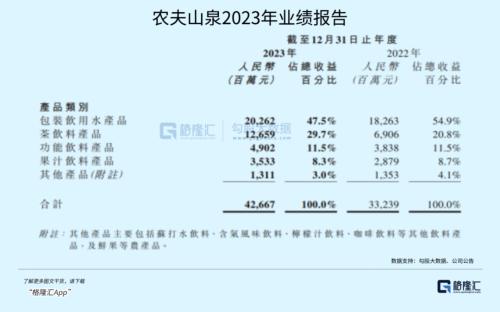 农夫山泉2023年业绩报告
截至12月31日止年度
2023年 2022年
人民幣 佔總收益 人民幣 佔總收益
(百萬元) 百分比 (百萬元) 百分比
產品類別
包裝飲用水產品 20,262 47.5% 18,263 54.9%
茶飲料產品 12,659 29.7% 6,906 20.8%
功能飲料產品 4,902 11.5% 3,838 11.5%
果汁飲料產品 3,533 8.3% 2,879 8.7%
其他產品(附註) 1,311 3.0% 1,353 4.1%
合計 42,667 100.0% 33,239 100.0%
格隆汇 勾股大数据
附註：其他產品主要包括蘇打水飲料、含氣風味飲料、檸檬汁飲料、咖啡飲料等其他飲料產
品、及鮮果等農產品。
数据支持：勾股大数据、公司公告
了解更多图文干货，请下载
“格隆汇App”
格隆汇